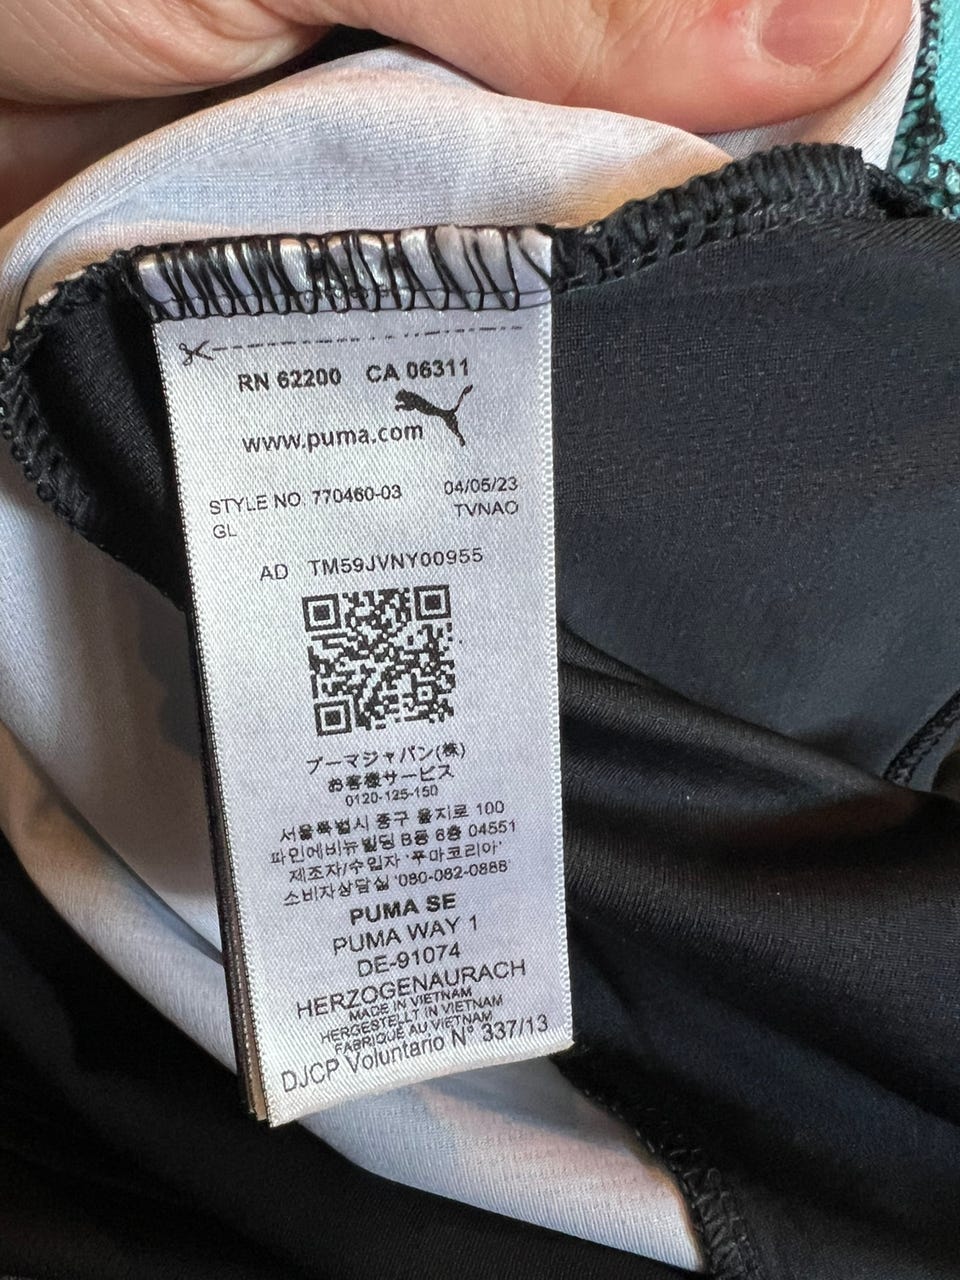 RN 62200 CA 06311
www.puma.com
STYLE NO. 770460-03 04/05/23
GL TVNAO
AD TM59JVNY00955
プーマジャパン(株)
お客様サービス
0120-125-150
서울특별시 중구 을지로 100
파인에비뉴빌딩 B동 6층 04551
제조자/수입자 '푸마코리아'
소비자상담실 '080-082-0888'
PUMA SE
PUMA WAY 1
DE-91074
HERZOGENAURACH
MADE IN VIETNAM
HERGESTELLT IN VIETNAM
FABRIQUÉ AU VIETNAM
DJCP Voluntario N° 337/13